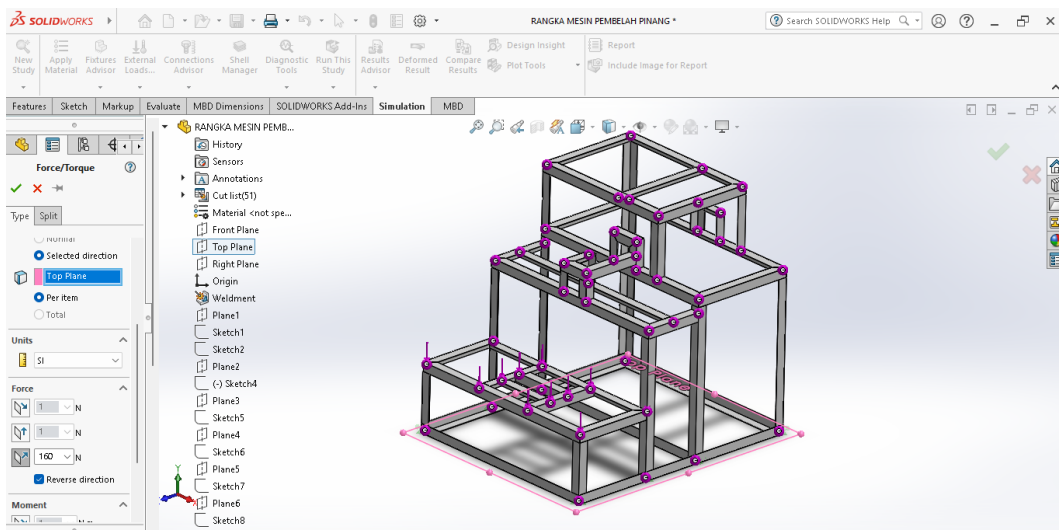 SOLIDWORKS
RANGKA MESIN PEMBELAH PINANG *
Search SOLIDWORKS Help
New Study
Apply Material
Fixtures Advisor
External Loads...
Connections Advisor
Shell Manager
Diagnostic Tools
Run This Study
Results Advisor
Deformed Result
Compare Results
Design Insight
Plot Tools
Report
Include Image for Report
Features
Sketch
Markup
Evaluate
MBD Dimensions
SOLIDWORKS Add-Ins
Simulation
MBD
Force/Torque
Type
Split
Normal
Selected direction
Top Plane
Per item
Total
Units
SI
Force
1 N
1 N
160 N
Reverse direction
Moment
RANGKA MESIN PEMB...
History
Sensors
Annotations
Cut list(51)
Material <not spe...
Front Plane
Top Plane
Right Plane
Origin
Weldment
Plane1
Sketch1
Sketch2
Plane2
(-) Sketch4
Plane3
Sketch5
Plane4
Sketch6
Plane5
Sketch7
Plane6
Sketch8
Top Plane
Y